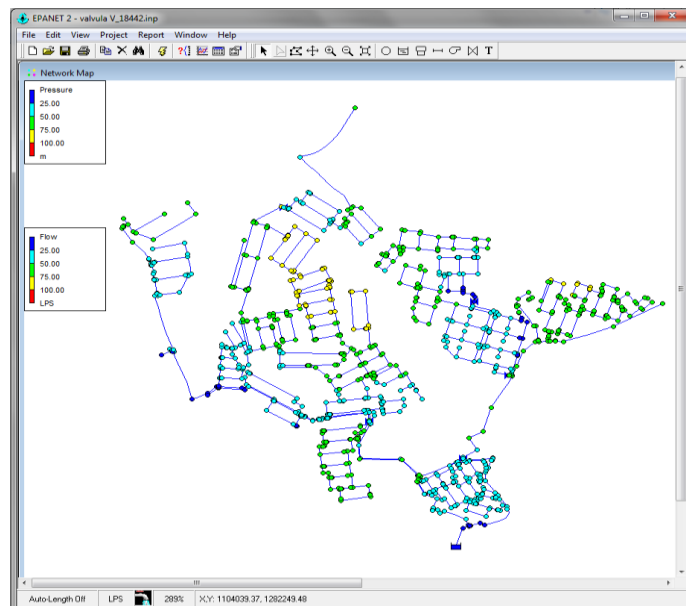 EPANET 2 - valvula V_18442.inp
File Edit View Project Report Window Help
Network Map
Pressure
25.00
50.00
75.00
100.00
m
Flow
25.00
50.00
75.00
100.00
LPS
Auto-Length Off LPS 289% X,Y: 1104039.37, 1282249.48